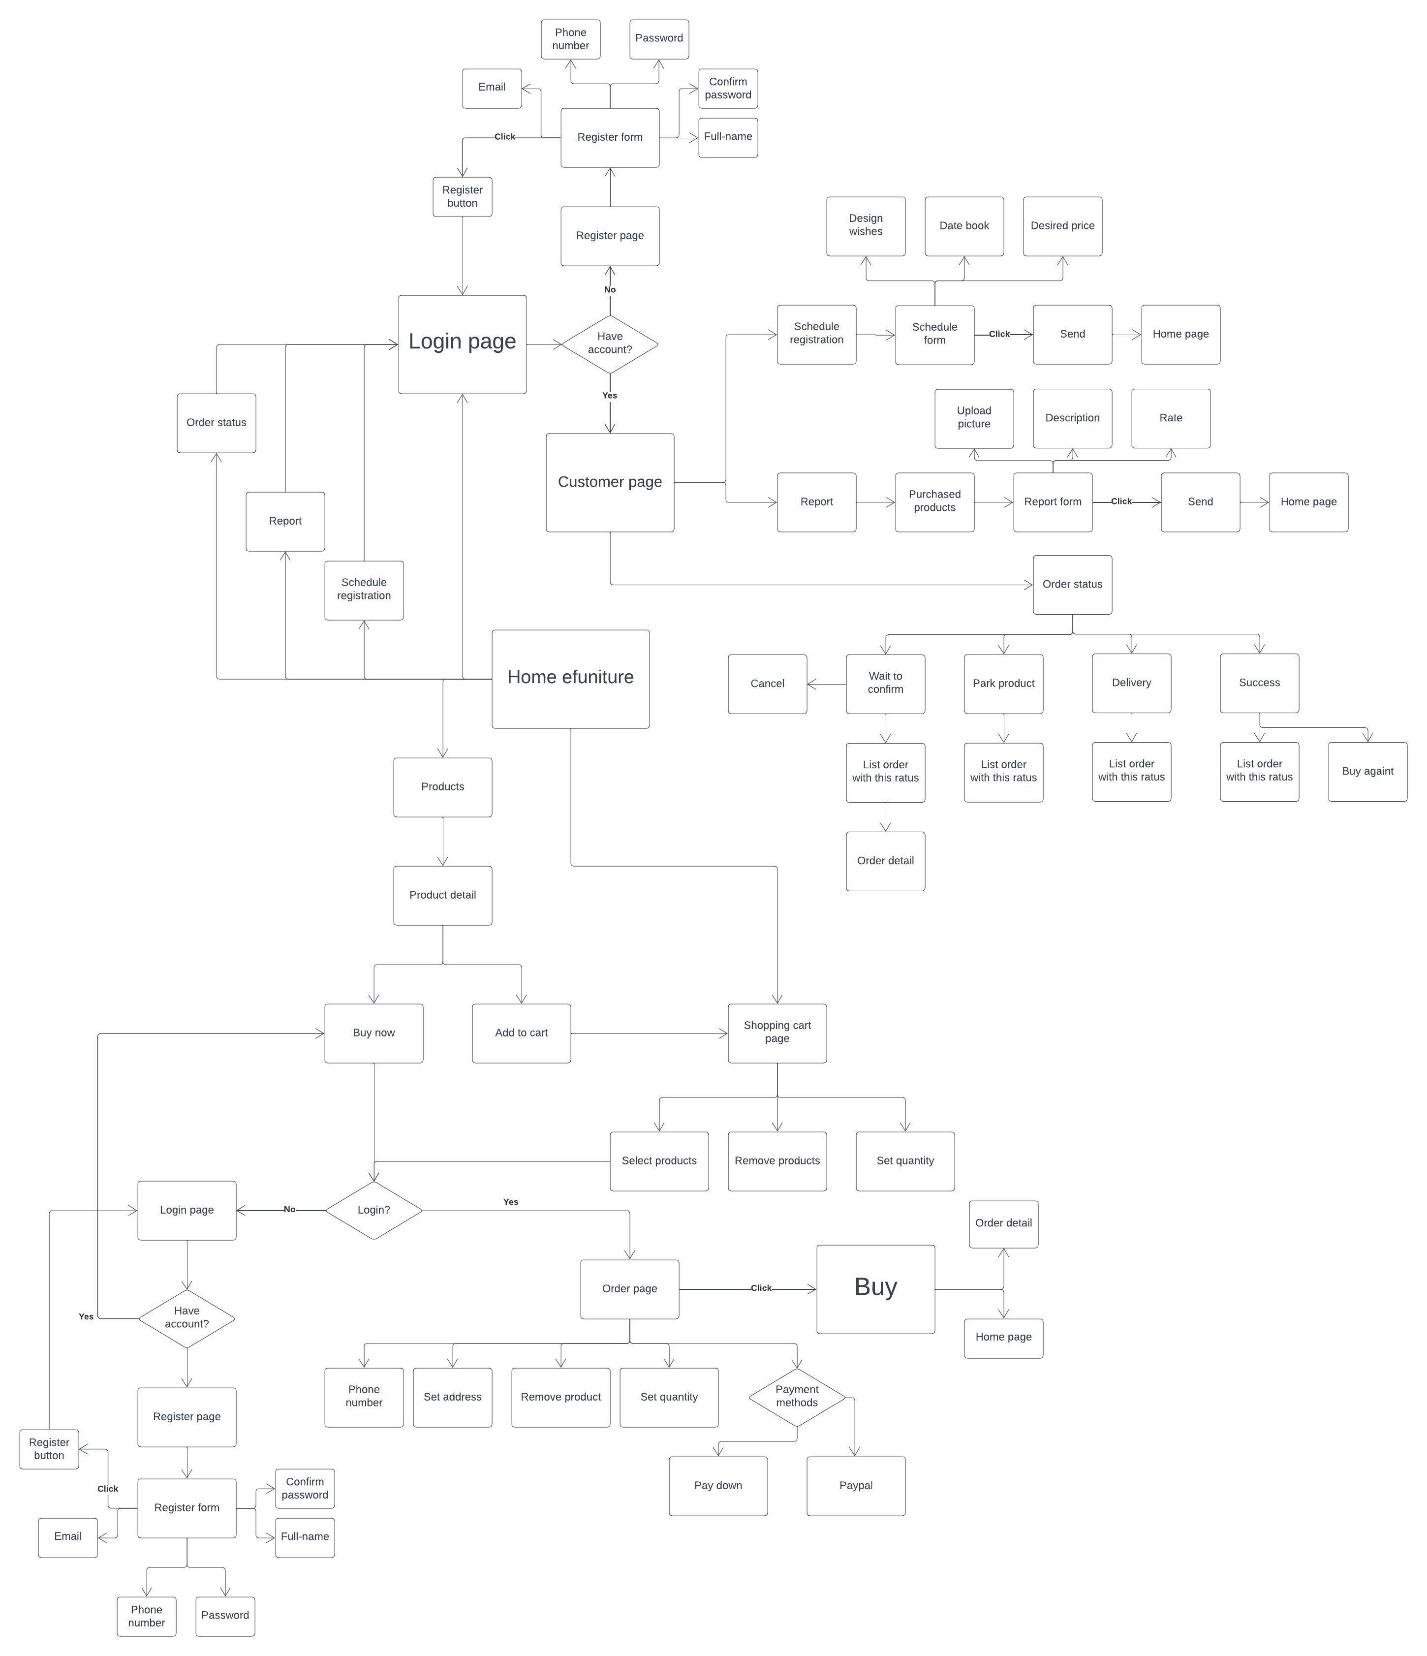 Phone
number
Password
Email
Confirm
password
Register form
Full-name
Click
Register
button
Register page
Design
wishes
Date book
Desired price
No
Login page
Have
account?
Schedule
registration
Schedule
form
Click
Send
Home page
Yes
Order status
Upload
picture
Description
Rate
Customer page
Report
Purchased
products
Report form
Click
Send
Home page
Report
Schedule
registration
Order status
Home efuniture
Cancel
Wait to
confirm
Park product
Delivery
Success
List order
with this ratus
List order
with this ratus
List order
with this ratus
List order
with this ratus
Buy againt
Products
Order detail
Product detail
Buy now
Add to cart
Shopping cart
page
Select products
Remove products
Set quantity
Login page
No
Login?
Yes
Order detail
Order page
Click
Buy
Yes
Have
account?
Home page
Phone
number
Set address
Remove product
Set quantity
Payment
methods
Register page
Register
button
Pay down
Paypal
Click
Register form
Confirm
password
Email
Full-name
Phone
number
Password